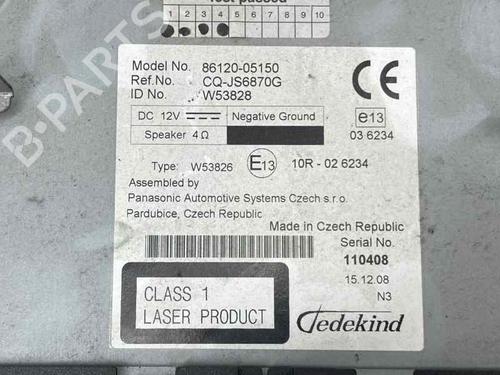 Test passed
1 2 3 4 5 6 7 8 9 10
Model No. 86120-05150
Ref.No. CQ-JS6870G
ID No. W53828
CE
DC 12V Negative Ground
Speaker 4Ω
e13
03 6234
Type: W53826 E13 10R - 02 6234
Assembled by
Panasonic Automotive Systems Czech s.r.o.
Pardubice, Czech Republic
Made in Czech Republic
Serial No.
110408
15.12.08
N3
CLASS 1
LASER PRODUCT
Jedekind
B-PARTS